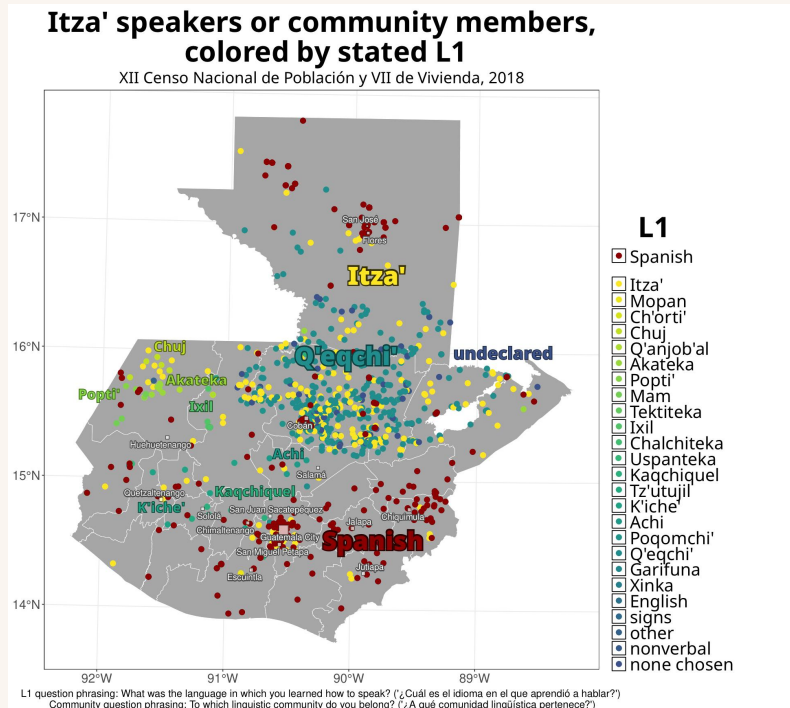 Itza' speakers or community members,
colored by stated L1
XII Censo Nacional de Población y VII de Vivienda, 2018
17°N
16°N
15°N
14°N
92°W
91°W
90°W
89°W
San José
Flores
Itza'
Q'eqchi'
undeclared
Chuj
Akateka
Popti'
Ixil
Cobán
Huehuetenango
Achi
Salamá
Quetzaltenango
Kaqchiquel
K'iche'
Sololá
San Juan Sacatepéquez
Chimaltenango
Guatemala City
Jalapa
Chiquimula
Spanish
San Miguel Petapa
Escuintla
Jutiapa
L1
Spanish
Itza'
Mopan
Ch'orti'
Chuj
Q'anjob'al
Akateka
Popti'
Mam
Tektiteka
Ixil
Chalchiteka
Uspanteka
Kaqchiquel
Tz'utujil
K'iche'
Achi
Poqomchi'
Q'eqchi'
Garifuna
Xinka
English
signs
other
nonverbal
none chosen
L1 question phrasing: What was the language in which you learned how to speak? ('¿Cuál es el idioma en el que aprendió a hablar?')
Community question phrasing: To which linguistic community do you belong? ('¿A qué comunidad lingüística pertenece?')